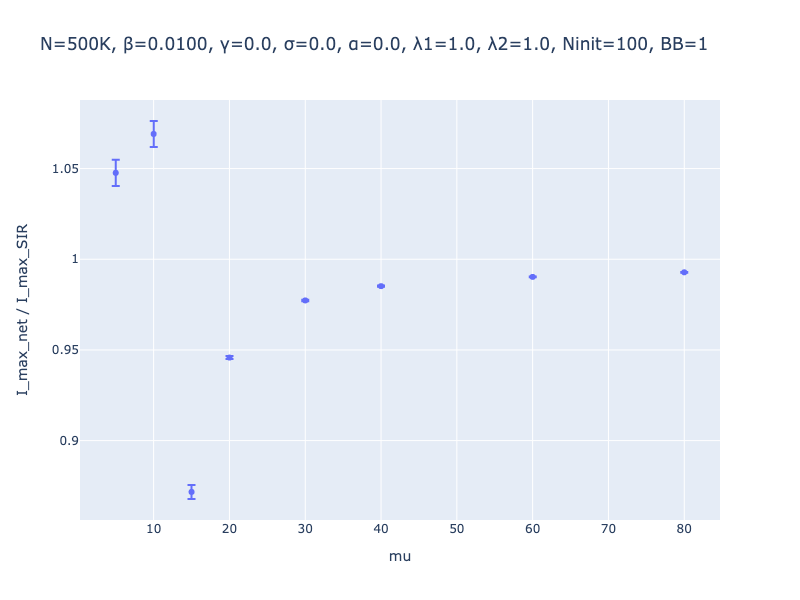 N=500K, β=0.0100, γ=0.0, σ=0.0, α=0.0, λ1=1.0, λ2=1.0, Ninit=100, BB=1
1.05
1
0.95
0.9
I_max_net / I_max_SIR
10 20 30 40 50 60 70 80
mu